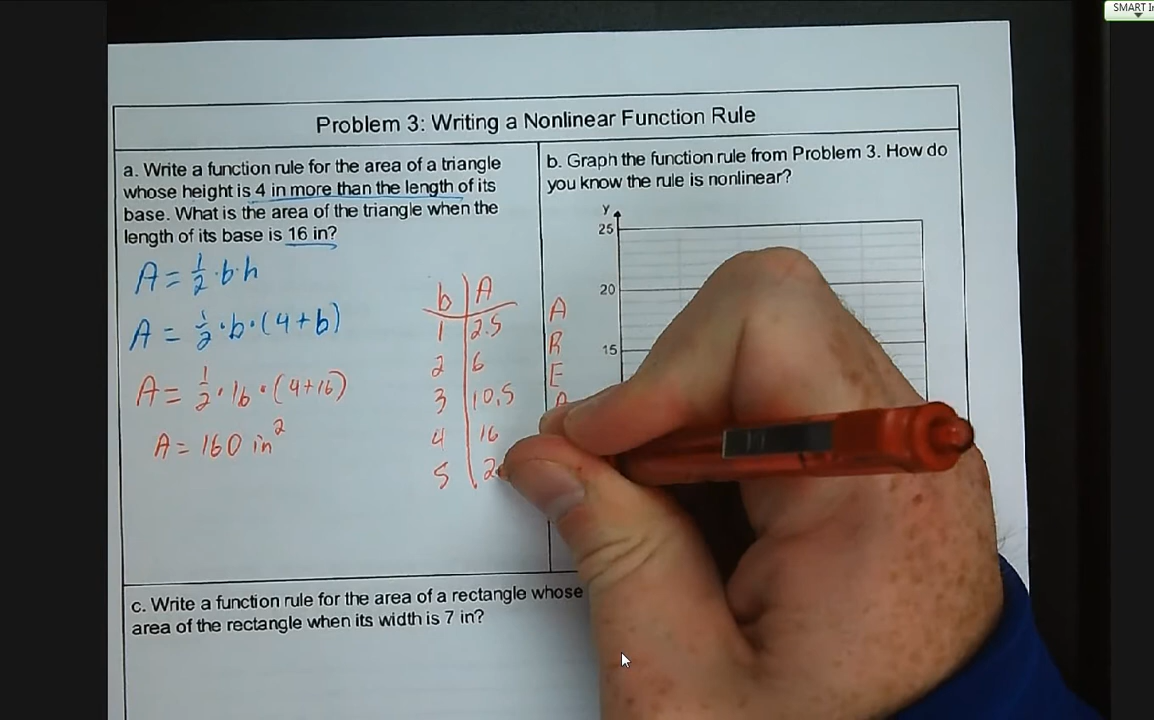 SMART
Problem 3: Writing a Nonlinear Function Rule
a. Write a function rule for the area of a triangle
whose height is 4 in more than the length of its
base. What is the area of the triangle when the
length of its base is 16 in?
A = 1/2 · b · h
A = 1/2 · b · (4+b)
A = 1/2 · 16 · (4+16)
A = 160 in²
b | A
1 | 2.5
2 | 6
3 | 10.5
4 | 16
5 | 2
b. Graph the function rule from Problem 3. How do
you know the rule is nonlinear?
y
25
20
15
A
R
E
A
c. Write a function rule for the area of a rectangle whose
area of the rectangle when its width is 7 in?